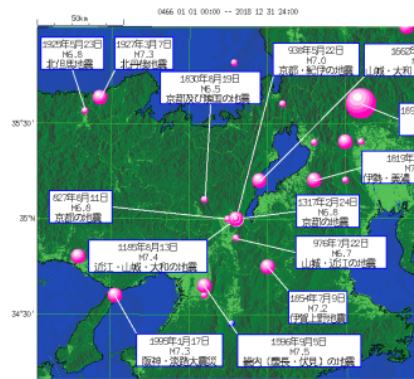 50km
0466 01 01 00:00 -- 2018 12 31 24:00
1925年5月23日
M6.8
北但馬地震
1927年3月7日
M7.3
北丹後地震
938年5月22日
M7.0
京都・紀伊の地震
1662
山城・大和
1830年8月19日
M6.5
京都及び隣国の地震
35°30'
189
1819年
伊勢・美濃
827年8月11日
M6.8
京都の地震
1317年2月24日
M6.8
京都の地震
35°N
1185年8月13日
M7.4
近江・山城・大和の地震
976年7月22日
M6.7
山城・近江の地震
1854年7月9日
M7.2
伊賀上野地震
34°30'
1995年1月17日
M7.3
阪神・淡路大震災
1596年9月5日
M7.5
畿内（慶長・伏見）の地震